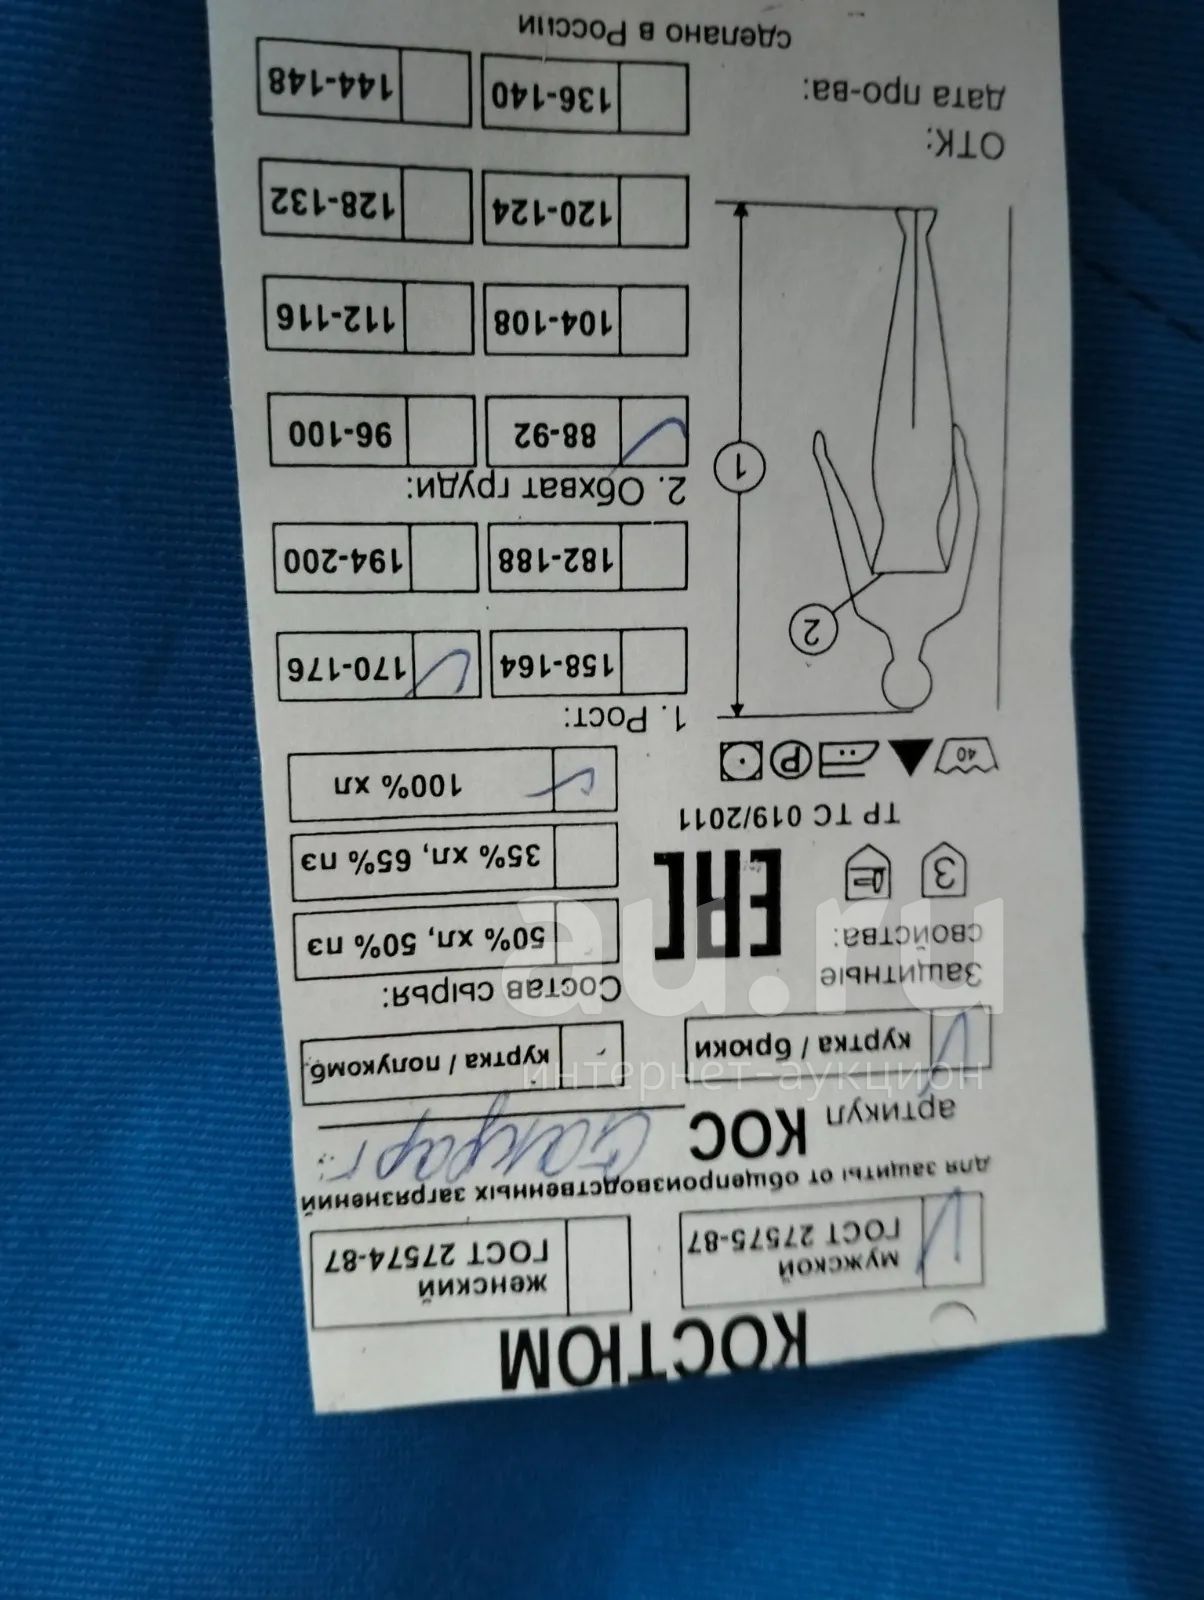 КОСТЮМ
мужской
ГОСТ 27575-87
женский
ГОСТ 27574-87
для защиты от общепроизводственных загрязнений
артикул КОС Стандарт
куртка / брюки
куртка / полукомб
Защитные
свойства:
З
ЕАС
ТР ТС 019/2011
40
P
Состав сырья:
50% хл, 50% пэ
35% хл, 65% пэ
100% хл
1. Рост:
158-164 170-176
182-188 194-200
2. Обхват груди:
88-92 96-100
104-108 112-116
120-124 128-132
136-140 144-148
2
1
ОТК:
дата про-ва:
сделано в России
au.ru
интернет-аукцион